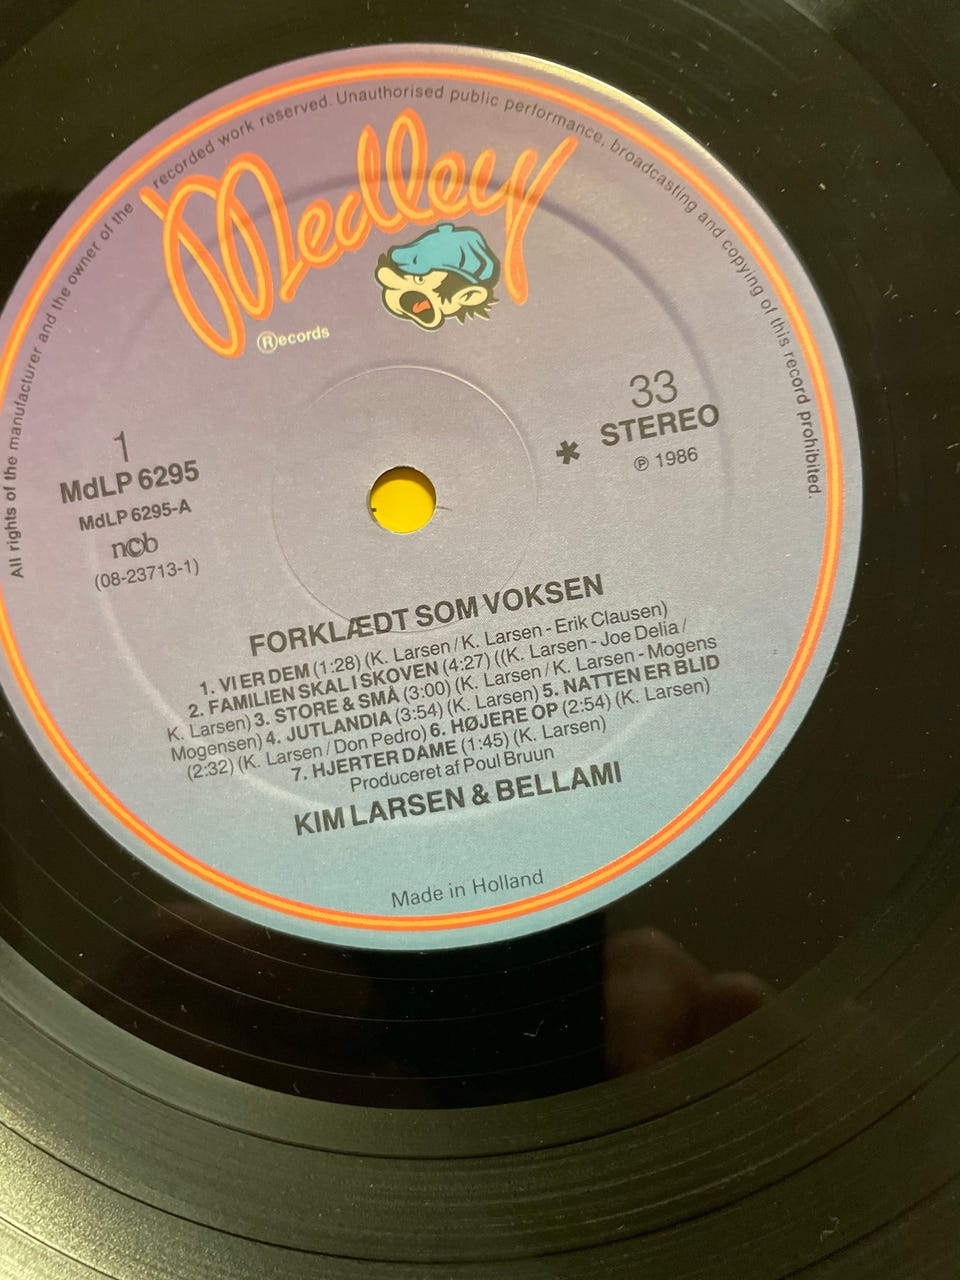 All rights of the manufacturer and the owner of the recorded work reserved. Unauthorised public performance, broadcasting and copying of this record prohibited.
Medley
®ecords
33
STEREO
* ℗ 1986
1
MdLP 6295
MdLP 6295-A
n©b
(08-23713-1)
FORKLÆDT SOM VOKSEN
1. VI ER DEM (1:28) (K. Larsen / K. Larsen - Erik Clausen)
2. FAMILIEN SKAL I SKOVEN (4:27) ((K. Larsen - Joe Delia /
K. Larsen) 3. STORE & SMÅ (3:00) (K. Larsen / K. Larsen - Mogens
Mogensen) 4. JUTLANDIA (3:54) (K. Larsen) 5. NATTEN ER BLID
(2:32) (K. Larsen / Don Pedro) 6. HØJERE OP (2:54) (K. Larsen)
7. HJERTER DAME (1:45) (K. Larsen)
Produceret af Poul Bruun
KIM LARSEN & BELLAMI
Made in Holland